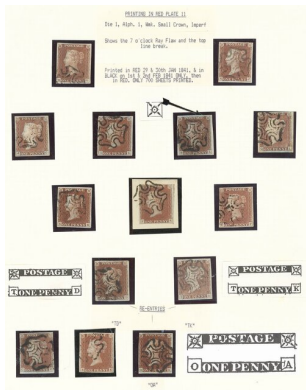 PRINTING IN RED PLATE 11
Die 1, Alph. 1, Wmk. Small Crown, Imperf
Shows the 7 o'clock Ray Flaw and the top
line break.
Printed in RED 29 & 30th JAN 1841, & in
BLACK on 1st & 2nd FEB 1841 ONLY, then
in RED. ONLY 700 SHEETS PRINTED.
POSTAGE
T ONE PENNY D
POSTAGE
T ONE PENNY K
RE-ENTRIES
"TD"
"TK"
POSTAGE
O ONE PENNY A
"OA"